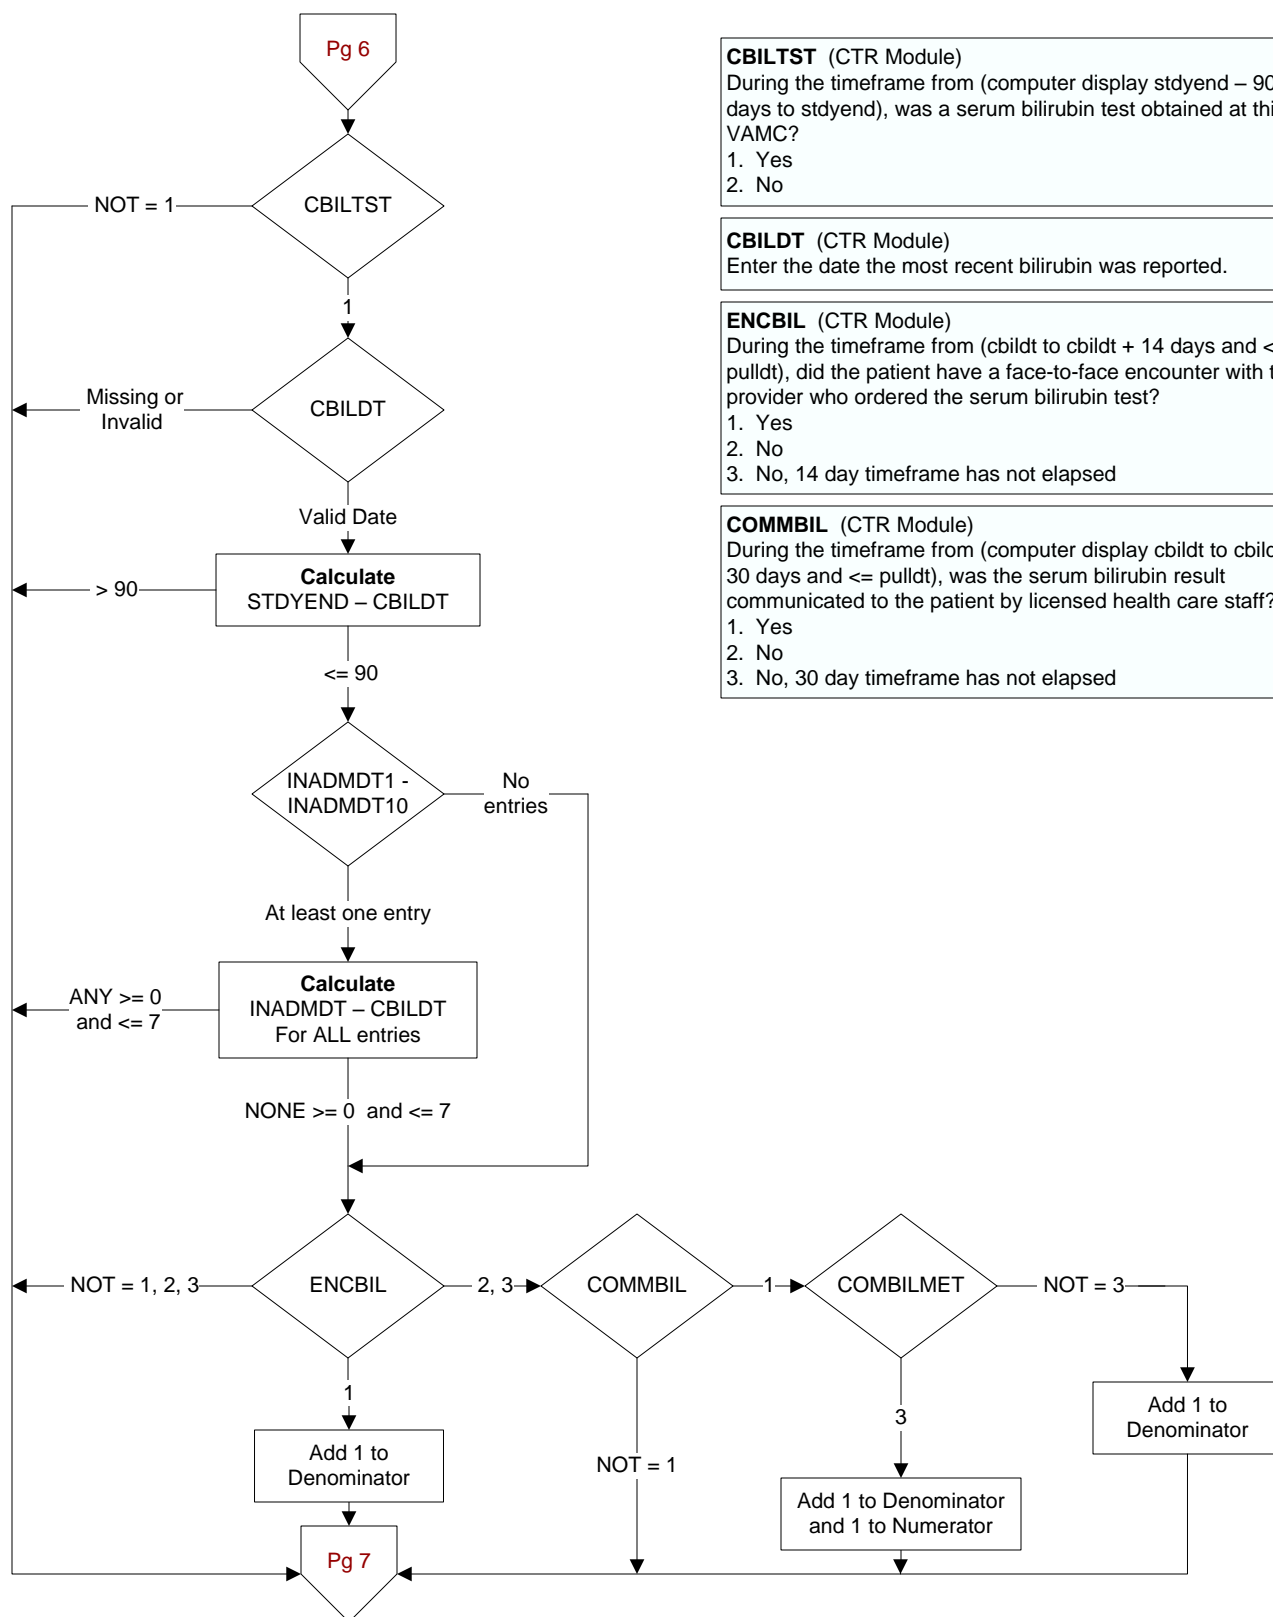 Pg 6
CBILTST (CTR Module)
During the timeframe from (computer display stdyend – 90
days to stdyend), was a serum bilirubin test obtained at
VAMC?
1. Yes
2. No
NOT = 1
CBILTST
1
CBILDT (CTR Module)
Enter the date the most recent bilirubin was reported.
Missing or
Invalid
CBILDT
ENCBIL (CTR Module)
During the timeframe from (cbildt to cbildt + 14 days and <
pulldt), did the patient have a face-to-face encounter with
provider who ordered the serum bilirubin test?
1. Yes
2. No
3. No, 14 day timeframe has not elapsed
Valid Date
COMMBIL (CTR Module)
During the timeframe from (computer display cbildt to
30 days and <= pulldt), was the serum bilirubin result
communicated to the patient by licensed health care staff?
1. Yes
2. No
3. No, 30 day timeframe has not elapsed
> 90
Calculate
STDYEND – CBILDT
<= 90
INADMDT1 -
INADMDT10
No
entries
At least one entry
ANY >= 0
and <= 7
Calculate
INADMDT – CBILDT
For ALL entries
NONE >= 0 and <= 7
NOT = 1, 2, 3
ENCBIL
2, 3
COMMBIL
1
COMBILMET
NOT = 3
1
3
Add 1 to
Denominator
Add 1 to
Denominator
NOT = 1
Add 1 to Denominator
and 1 to Numerator
Pg 7